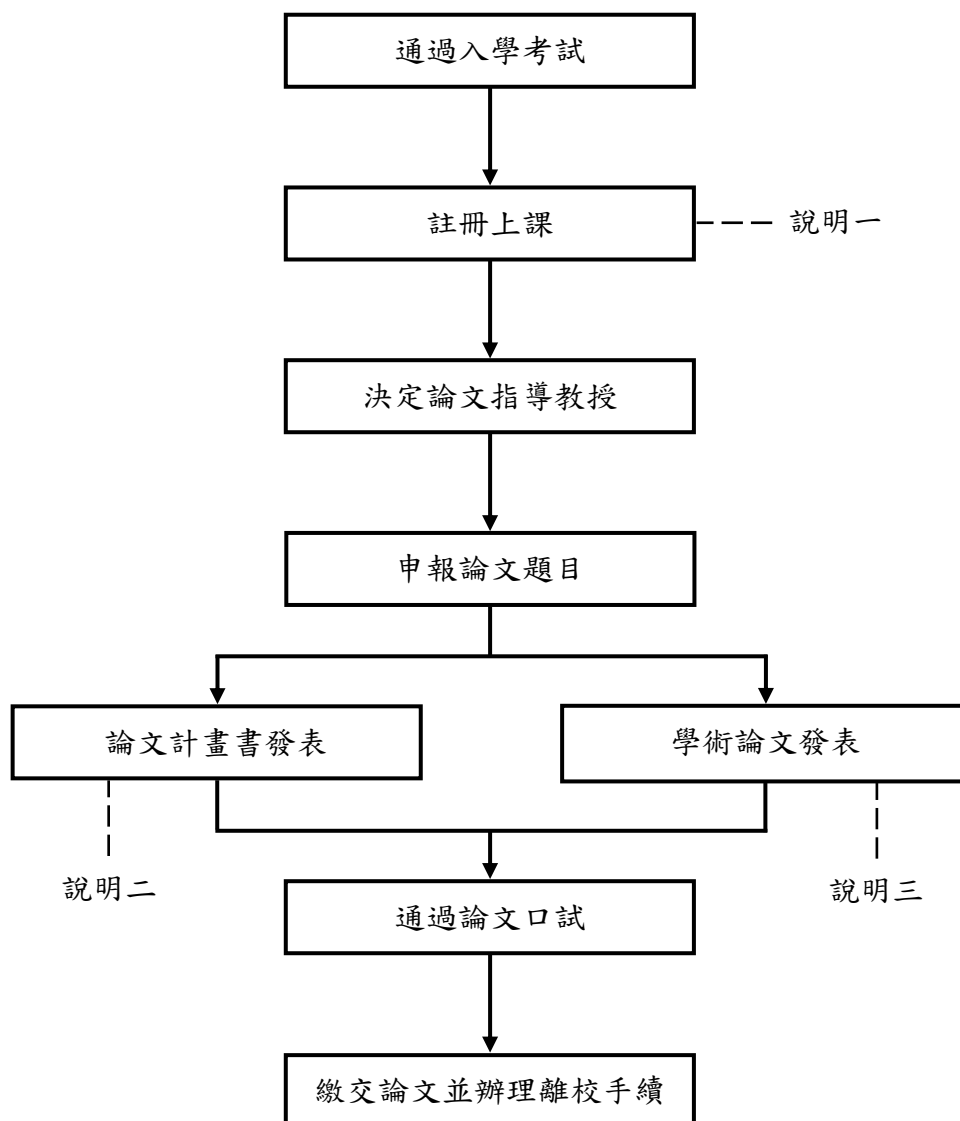 通過入學考試
註冊上課
說明一
決定論文指導教授
申報論文題目
論文計畫書發表
學術論文發表
說明二
說明三
通過論文口試
繳交論文並辦理離校手續